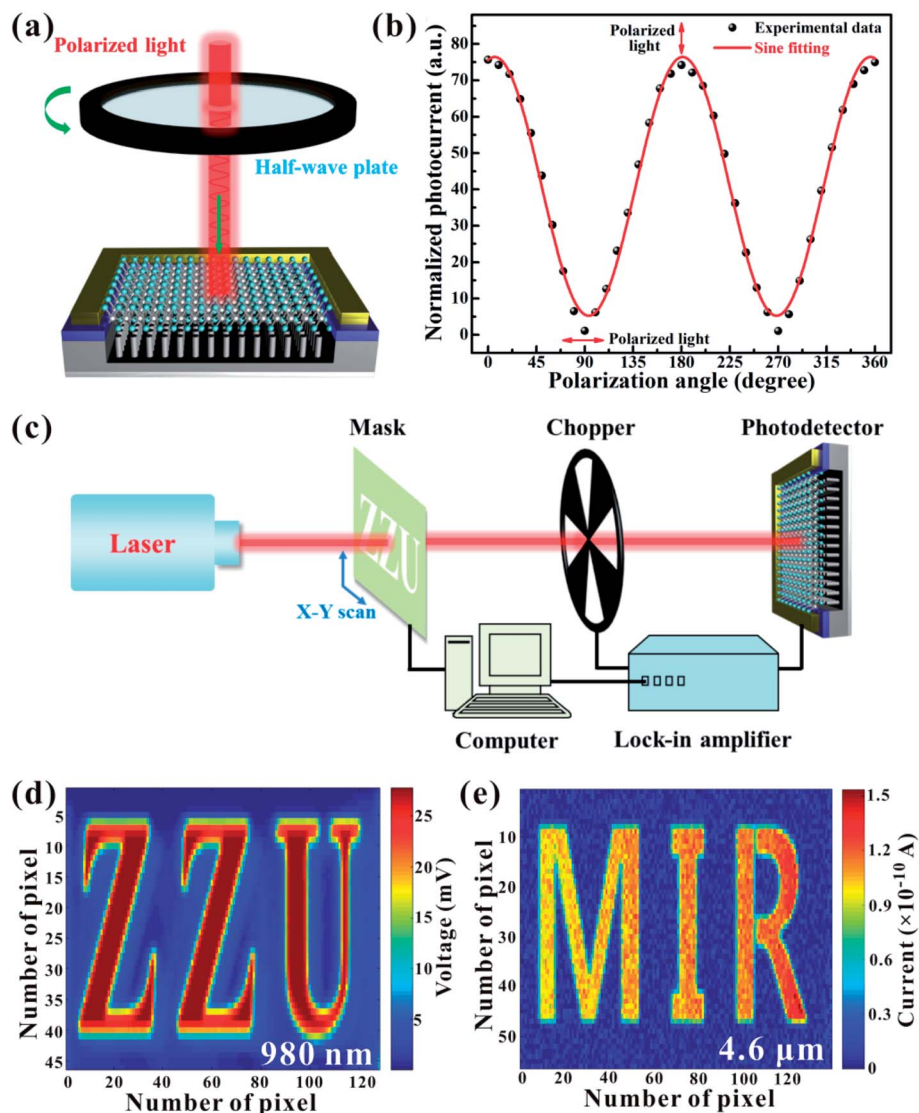 (a)
Polarized light
Half-wave plate
(b)
Normalized photocurrent (a.u.)
80
70
60
50
40
30
20
10
0
Polarized
light
Experimental data
Sine fitting
Polarized light
0 45 90 135 180 225 270 315 360
Polarization angle (degree)
(c)
Mask
Chopper
Photodetector
Laser
ZZU
X-Y scan
Computer
Lock-in amplifier
(d)
Number of pixel
5
10
15
20
25
30
35
40
45
ZZU
980 nm
0 20 40 60 80 100 120
Number of pixel
25
20
15
10
5
Voltage (mV)
(e)
Number of pixel
10
20
30
40
50
MIR
4.6 μm
0 20 40 60 80 100 120
Number of pixel
1.5
1.2
0.9
0.6
0.3
0
Current (×10⁻¹⁰ A)